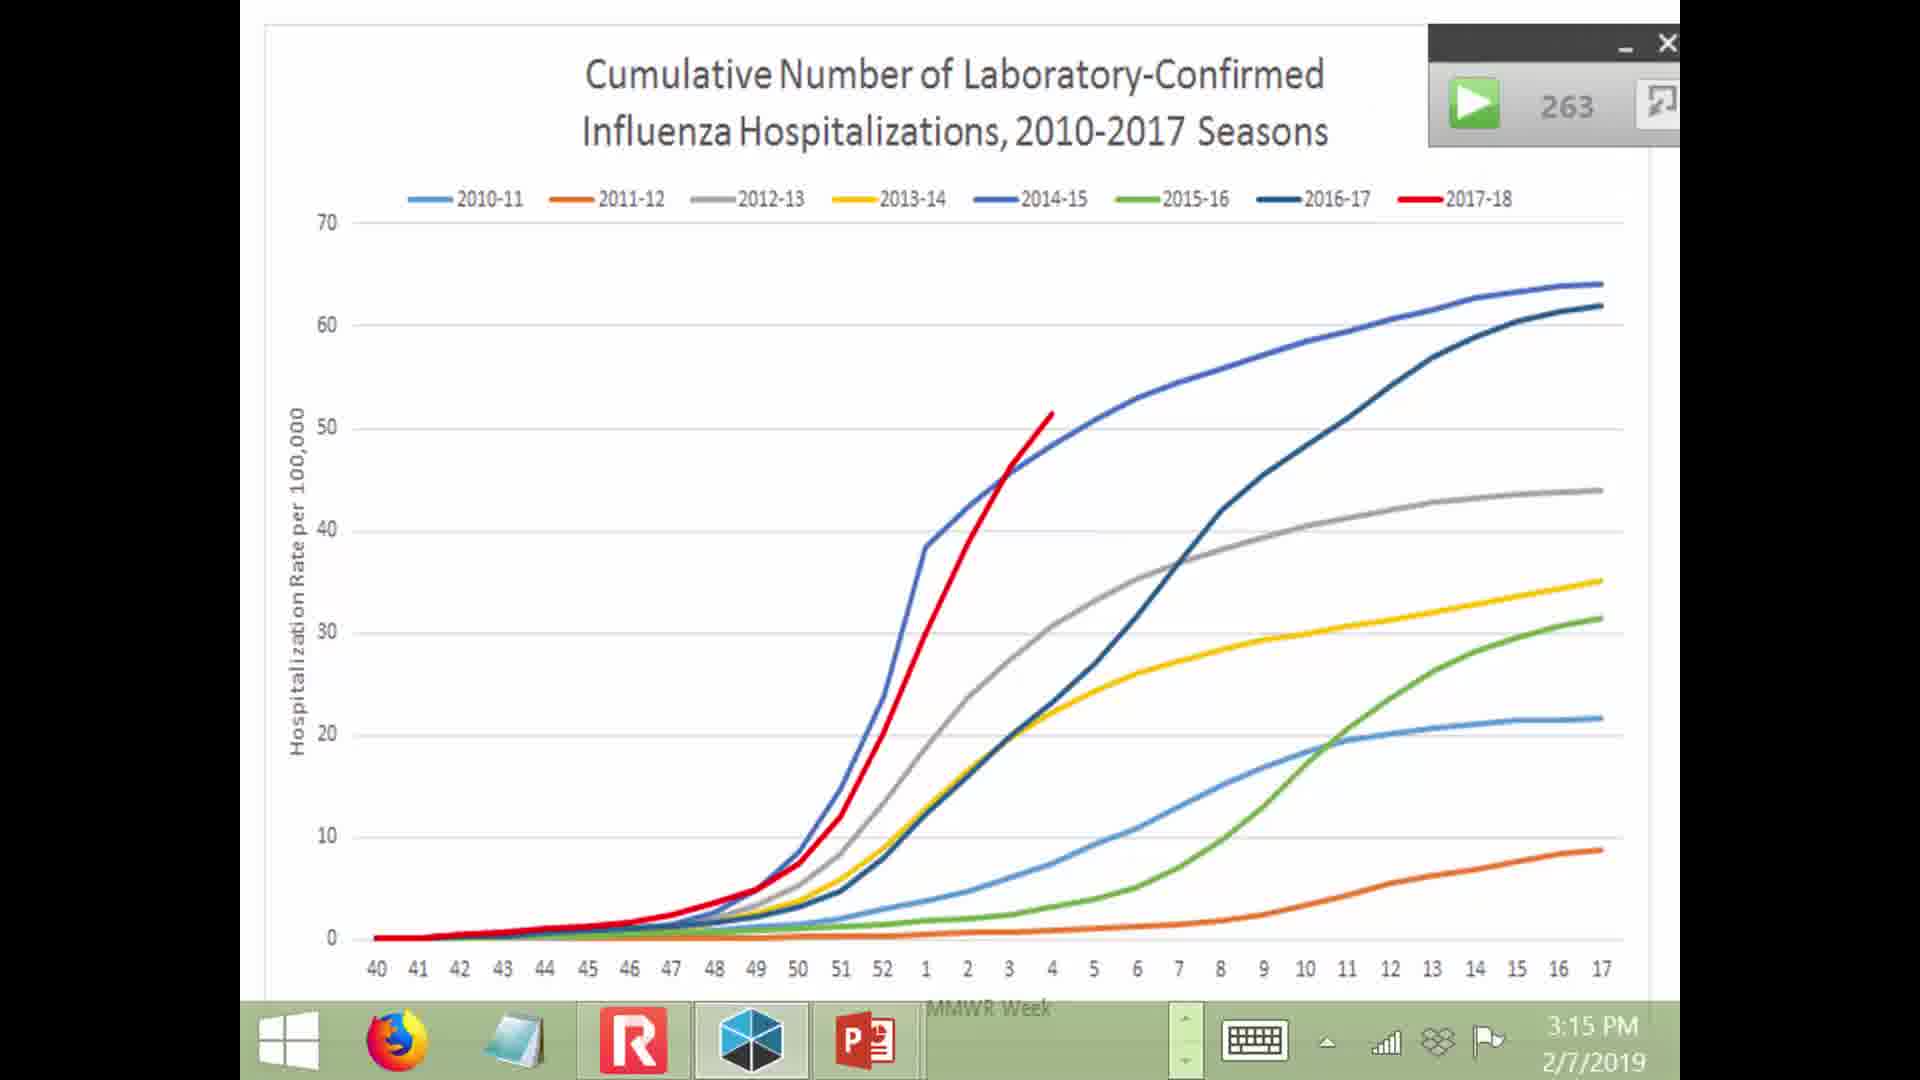 Cumulative Number of Laboratory-Confirmed
Influenza Hospitalizations, 2010-2017 Seasons
263
2010-11 2011-12 2012-13 2013-14 2014-15 2015-16 2016-17 2017-18
70
60
50
40
30
20
10
0
Hospitalization Rate per 100,000
40 41 42 43 44 45 46 47 48 49 50 51 52 1 2 3 4 5 6 7 8 9 10 11 12 13 14 15 16 17
MMWR Week
R
P
3:15 PM
2/7/2019